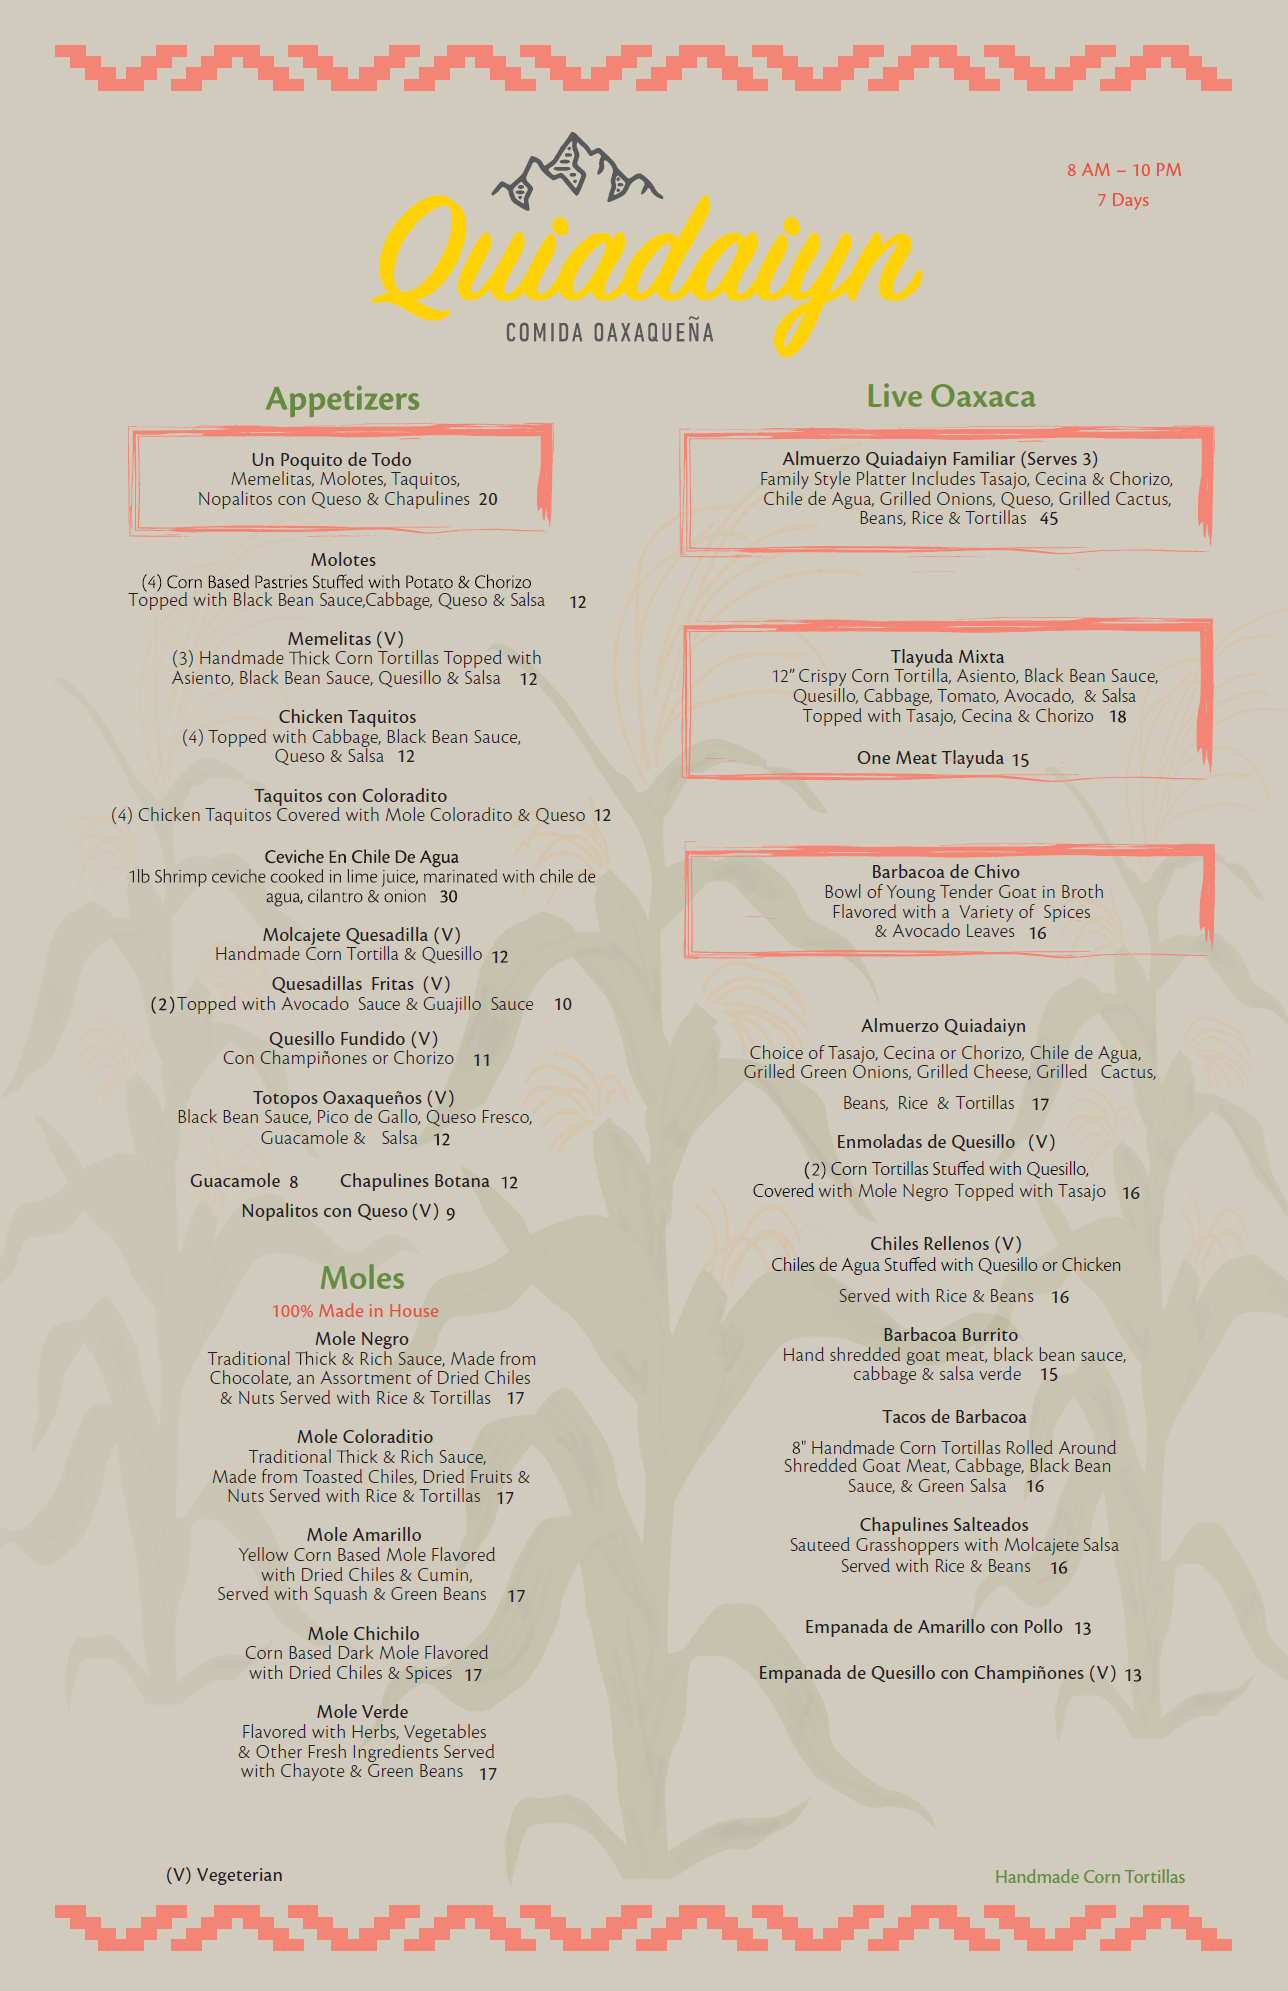 8 AM – 10 PM
7 Days
Quiadaiyn
COMIDA OAXAQUEÑA
Appetizers
Un Poquito de Todo
Memelitas, Molotes, Taquitos,
Nopalitos con Queso & Chapulines 20
Molotes
(4) Corn Based Pastries Stuffed with Potato & Chorizo
Topped with Black Bean Sauce,Cabbage, Queso & Salsa 12
Memelitas (V)
(3) Handmade Thick Corn Tortillas Topped with
Asiento, Black Bean Sauce, Quesillo & Salsa 12
Chicken Taquitos
(4) Topped with Cabbage, Black Bean Sauce,
Queso & Salsa 12
Taquitos con Coloradito
(4) Chicken Taquitos Covered with Mole Coloradito & Queso 12
Ceviche En Chile De Agua
1lb Shrimp ceviche cooked in lime juice, marinated with chile de
agua, cilantro & onion 30
Molcajete Quesadilla (V)
Handmade Corn Tortilla & Quesillo 12
Quesadillas Fritas (V)
(2)Topped with Avocado Sauce & Guajillo Sauce 10
Quesillo Fundido (V)
Con Champiñones or Chorizo 11
Totopos Oaxaqueños (V)
Black Bean Sauce, Pico de Gallo, Queso Fresco,
Guacamole & Salsa 12
Guacamole 8 Chapulines Botana 12
Nopalitos con Queso (V) 9
Moles
100% Made in House
Mole Negro
Traditional Thick & Rich Sauce, Made from
Chocolate, an Assortment of Dried Chiles
& Nuts Served with Rice & Tortillas 17
Mole Coloraditio
Traditional Thick & Rich Sauce,
Made from Toasted Chiles, Dried Fruits &
Nuts Served with Rice & Tortillas 17
Mole Amarillo
Yellow Corn Based Mole Flavored
with Dried Chiles & Cumin,
Served with Squash & Green Beans 17
Mole Chichilo
Corn Based Dark Mole Flavored
with Dried Chiles & Spices 17
Mole Verde
Flavored with Herbs, Vegetables
& Other Fresh Ingredients Served
with Chayote & Green Beans 17
(V) Vegeterian
Live Oaxaca
Almuerzo Quiadaiyn Familiar (Serves 3)
Family Style Platter Includes Tasajo, Cecina & Chorizo,
Chile de Agua, Grilled Onions, Queso, Grilled Cactus,
Beans, Rice & Tortillas 45
Tlayuda Mixta
12” Crispy Corn Tortilla, Asiento, Black Bean Sauce,
Quesillo, Cabbage, Tomato, Avocado, & Salsa
Topped with Tasajo, Cecina & Chorizo 18
One Meat Tlayuda 15
Barbacoa de Chivo
Bowl of Young Tender Goat in Broth
Flavored with a Variety of Spices
& Avocado Leaves 16
Almuerzo Quiadaiyn
Choice of Tasajo, Cecina or Chorizo, Chile de Agua,
Grilled Green Onions, Grilled Cheese, Grilled Cactus,
Beans, Rice & Tortillas 17
Enmoladas de Quesillo (V)
(2) Corn Tortillas Stuffed with Quesillo,
Covered with Mole Negro Topped with Tasajo 16
Chiles Rellenos (V)
Chiles de Agua Stuffed with Quesillo or Chicken
Served with Rice & Beans 16
Barbacoa Burrito
Hand shredded goat meat, black bean sauce,
cabbage & salsa verde 15
Tacos de Barbacoa
8" Handmade Corn Tortillas Rolled Around
Shredded Goat Meat, Cabbage, Black Bean
Sauce, & Green Salsa 16
Chapulines Salteados
Sauteed Grasshoppers with Molcajete Salsa
Served with Rice & Beans 16
Empanada de Amarillo con Pollo 13
Empanada de Quesillo con Champiñones (V) 13
Handmade Corn Tortillas